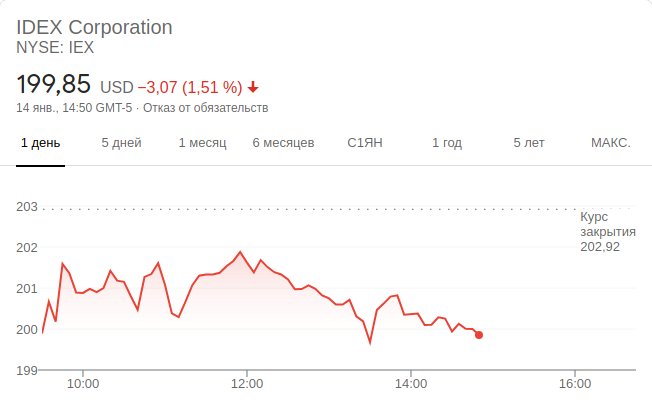 IDEX Corporation
NYSE: IEX
199,85 USD −3,07 (1,51 %)
14 янв., 14:50 GMT-5 · Отказ от обязательств
1 день 5 дней 1 месяц 6 месяцев С1ЯН 1 год 5 лет МАКС.
203
Курс
закрытия
202,92
202
201
200
199
10:00 12:00 14:00 16:00